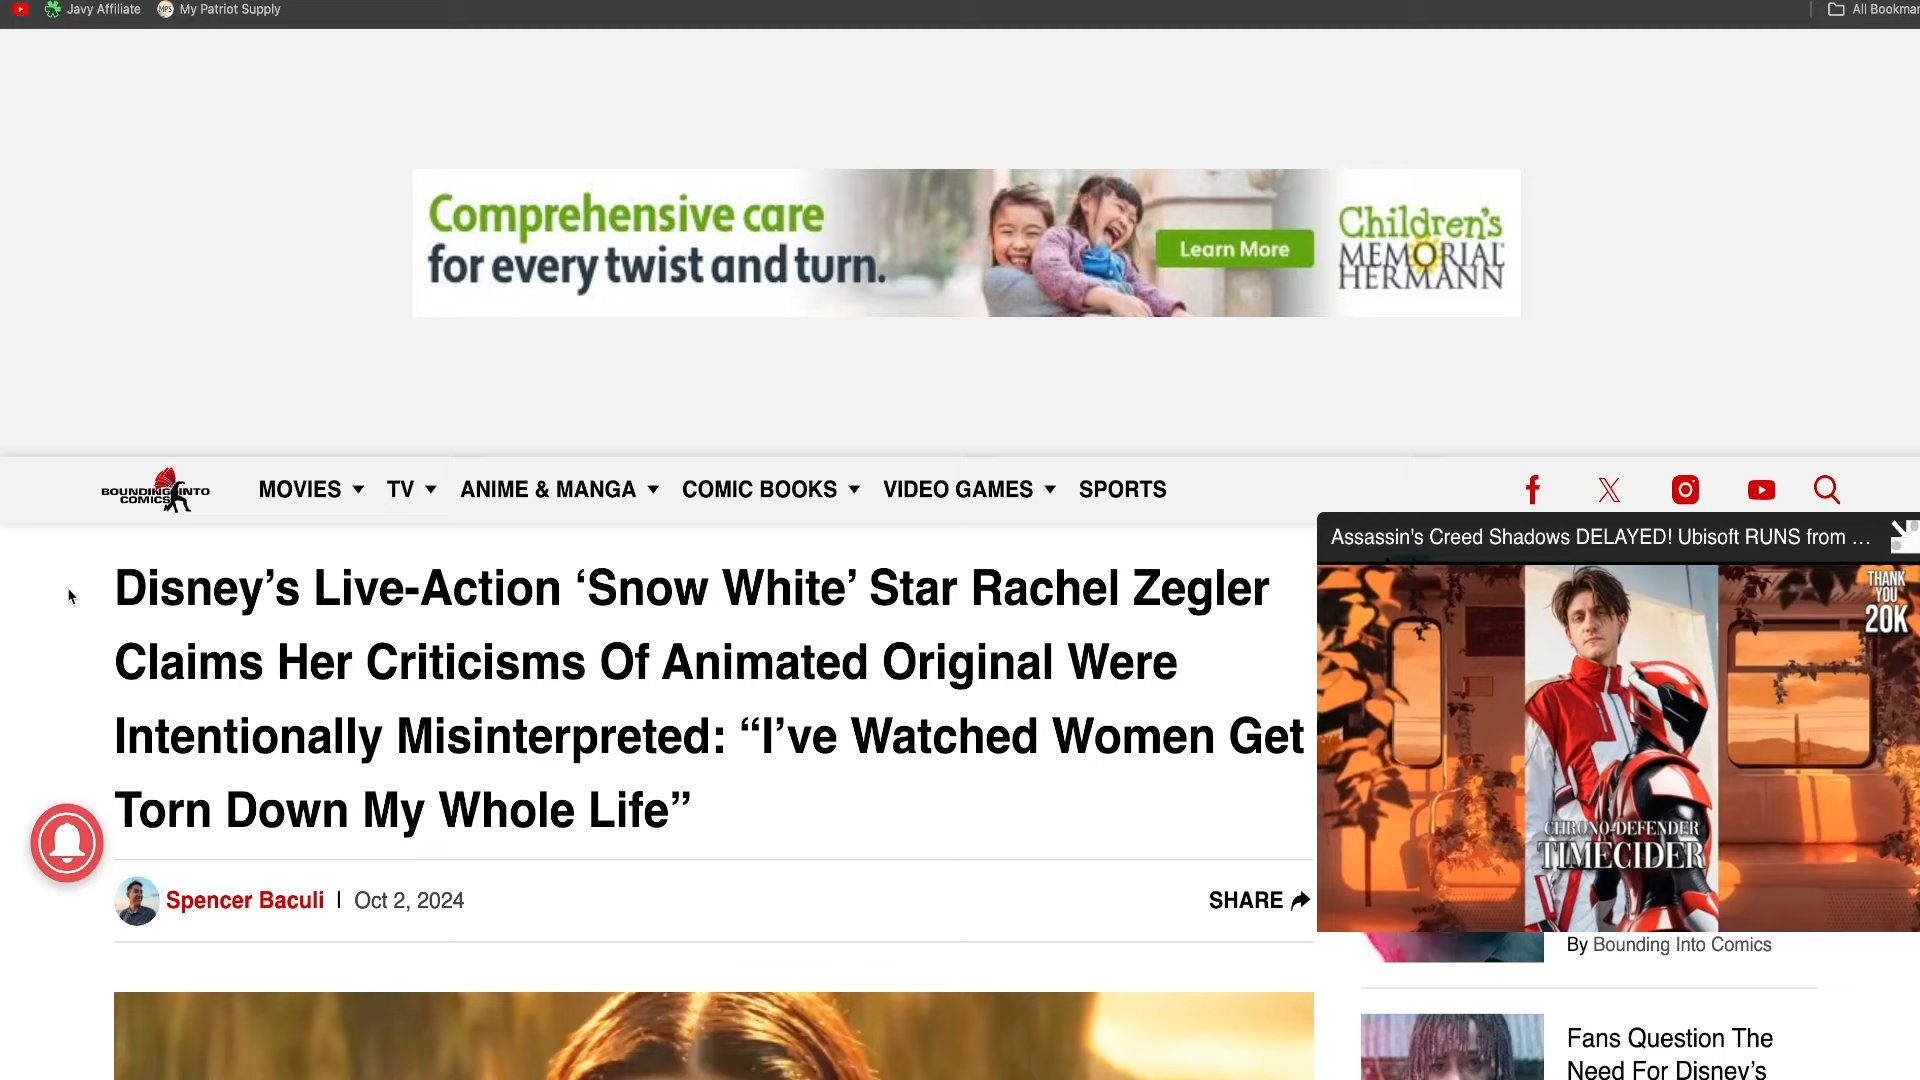 Javy Affiliate
MPS
My Patriot Supply
All Bookmar
Comprehensive care
for every twist and turn.
Learn More
Children's
MEMORIAL
HERMANN
BOUNDING INTO
COMICS
MOVIES
TV
ANIME & MANGA
COMIC BOOKS
VIDEO GAMES
SPORTS
Assassin's Creed Shadows DELAYED! Ubisoft RUNS from ...
THANK
YOU
20K
CHRONO-DEFENDER
TIMECIDER
Disney’s Live-Action ‘Snow White’ Star Rachel Zegler
Claims Her Criticisms Of Animated Original Were
Intentionally Misinterpreted: “I’ve Watched Women Get
Torn Down My Whole Life”
Spencer Baculi | Oct 2, 2024
SHARE
By Bounding Into Comics
Fans Question The
Need For Disney’s